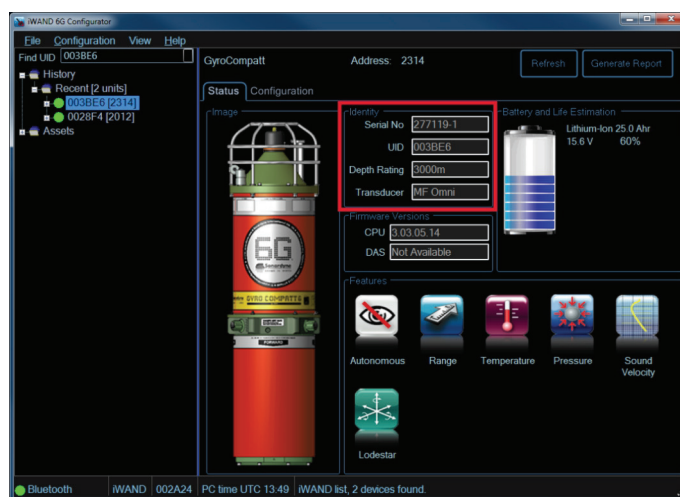 iWAND 6G Configurator
File Configuration View Help
Find UID 003BE6
History
Recent [2 units]
003BE6 [2314]
0028F4 [2012]
Assets
GyroCompatt Address: 2314 Refresh Generate Report
Status Configuration
Image
6G
Sonardyne
GYRO COMPATT 6
FORWARD
Identity
Serial No 277119-1
UID 003BE6
Depth Rating 3000m
Transducer MF Omni
Firmware Versions
CPU 3.03.05.14
DAS Not Available
Battery and Life Estimation
Lithium-Ion 25.0 Ahr
15.6 V 60%
Features
Autonomous Range Temperature Pressure Sound
Velocity
Lodestar
Bluetooth iWAND 002A24 PC time UTC 13:49 iWAND list, 2 devices found.